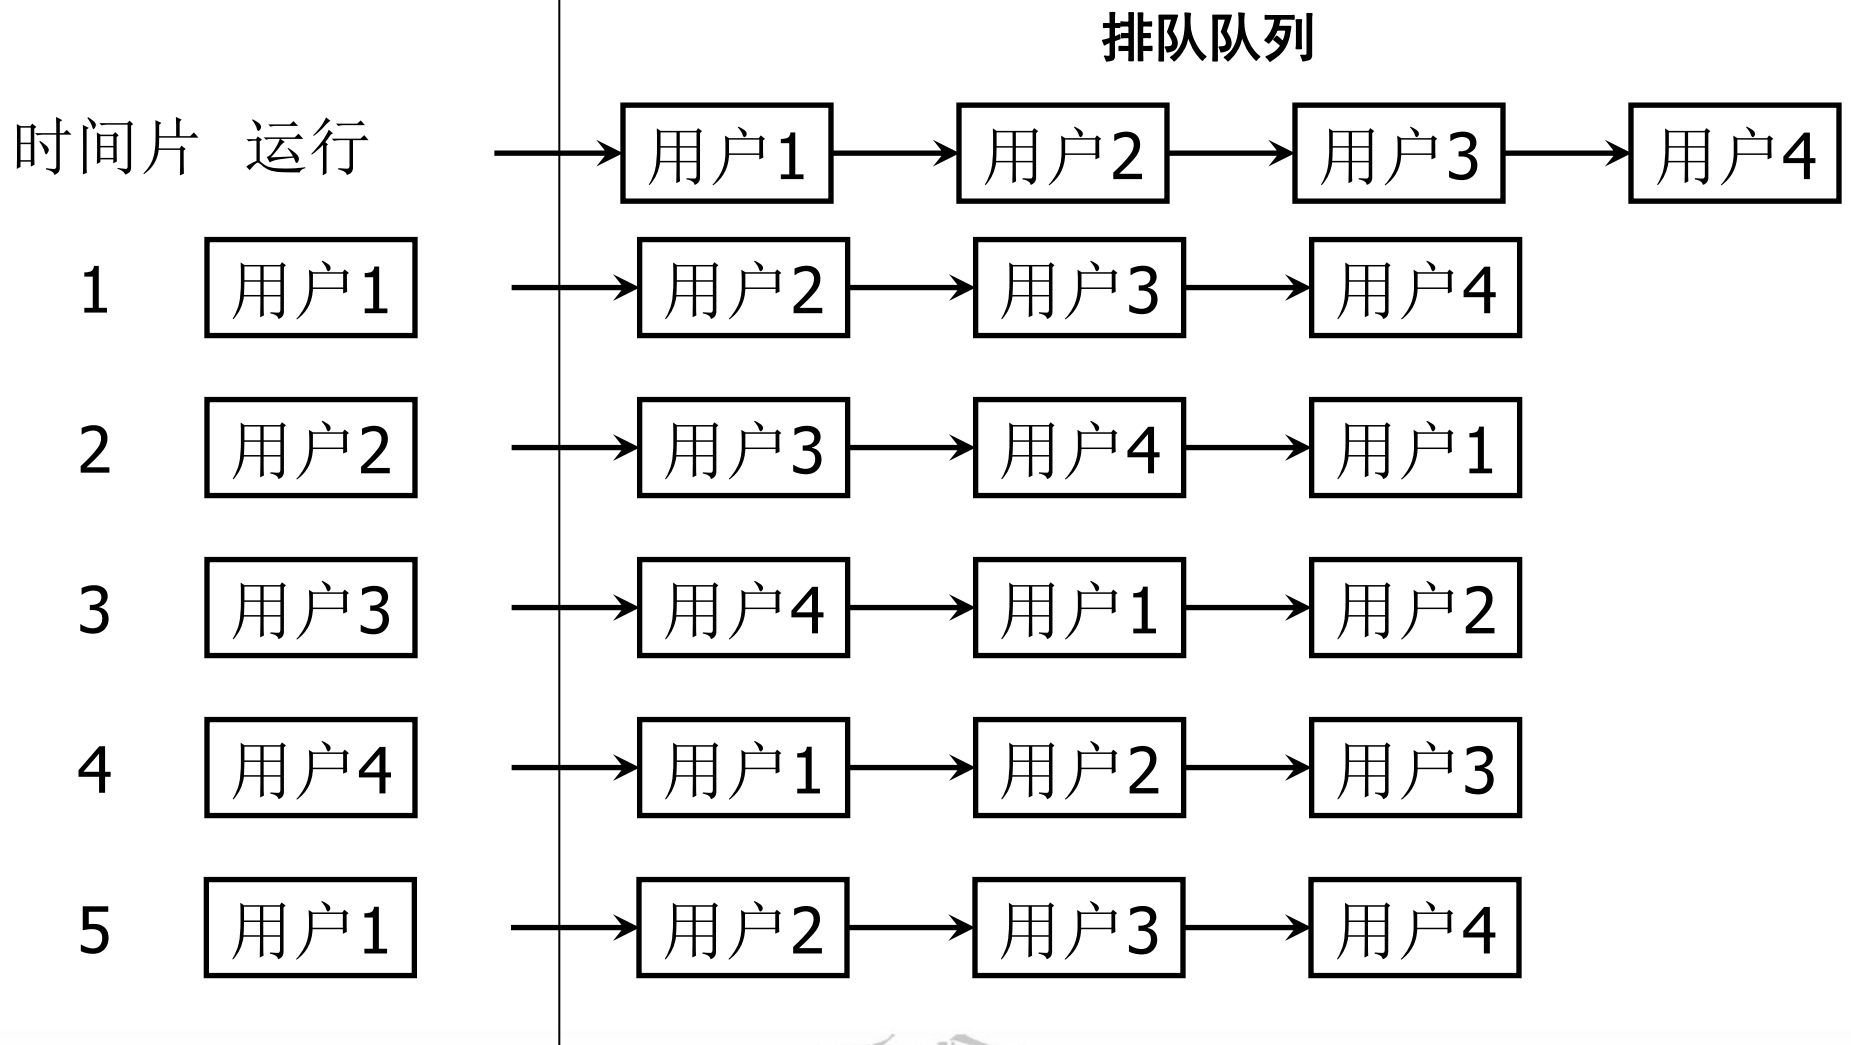 排队队列
时间片 运行 用户1 用户2 用户3 用户4
1 用户1 用户2 用户3 用户4
2 用户2 用户3 用户4 用户1
3 用户3 用户4 用户1 用户2
4 用户4 用户1 用户2 用户3
5 用户1 用户2 用户3 用户4